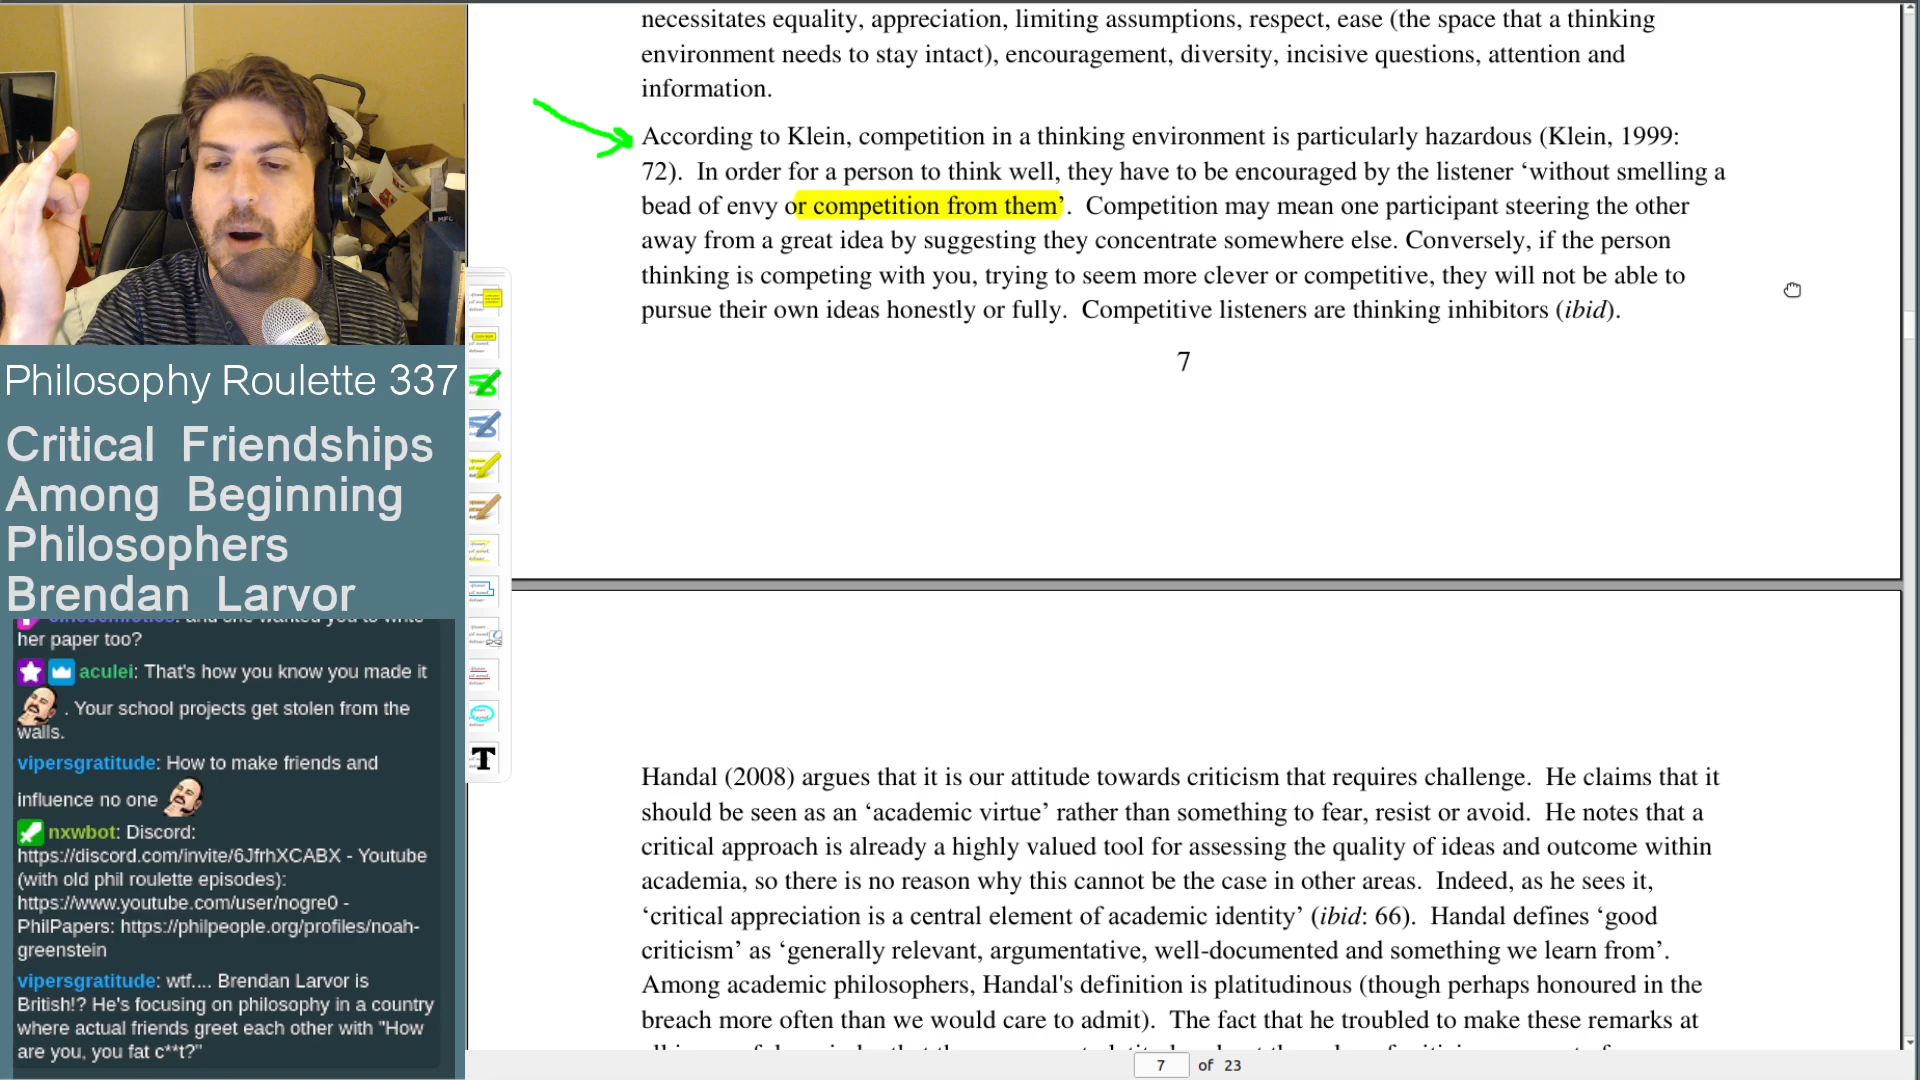 necessitates equality, appreciation, limiting assumptions, respect, ease (the space that a thinking
environment needs to stay intact), encouragement, diversity, incisive questions, attention and
information.
According to Klein, competition in a thinking environment is particularly hazardous (Klein, 1999:
72).  In order for a person to think well, they have to be encouraged by the listener ‘without smelling a
bead of envy or competition from them’.  Competition may mean one participant steering the other
away from a great idea by suggesting they concentrate somewhere else. Conversely, if the person
thinking is competing with you, trying to seem more clever or competitive, they will not be able to
pursue their own ideas honestly or fully.  Competitive listeners are thinking inhibitors (ibid).
7
Handal (2008) argues that it is our attitude towards criticism that requires challenge.  He claims that it
should be seen as an ‘academic virtue’ rather than something to fear, resist or avoid.  He notes that a
critical approach is already a highly valued tool for assessing the quality of ideas and outcome within
academia, so there is no reason why this cannot be the case in other areas.  Indeed, as he sees it,
‘critical appreciation is a central element of academic identity’ (ibid: 66).  Handal defines ‘good
criticism’ as ‘generally relevant, argumentative, well-documented and something we learn from’.
Among academic philosophers, Handal's definition is platitudinous (though perhaps honoured in the
breach more often than we would care to admit).  The fact that he troubled to make these remarks at
7 of 23
T
Philosophy Roulette 337
Critical Friendships
Among Beginning
Philosophers
Brendan Larvor
and she wanted you to write
her paper too?
aculei: That's how you know you made it
. Your school projects get stolen from the
walls.
vipersgratitude: How to make friends and
influence no one
nxwbot: Discord:
https://discord.com/invite/6JfrhXCABX - Youtube
(with old phil roulette episodes):
https://www.youtube.com/user/nogre0 -
PhilPapers: https://philpeople.org/profiles/noah-
greenstein
vipersgratitude: wtf.... Brendan Larvor is
British!? He's focusing on philosophy in a country
where actual friends greet each other with "How
are you, you fat c**t?"